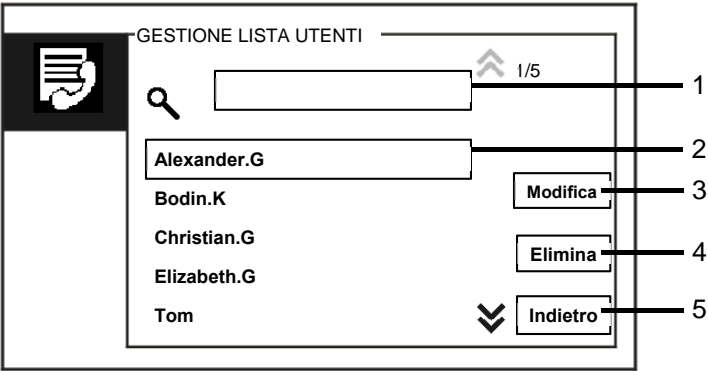 GESTIONE LISTA UTENTI
1/5
1
Alexander.G
2
Bodin.K
Modifica
3
Christian.G
Elimina
4
Elizabeth.G
Tom
Indietro
5